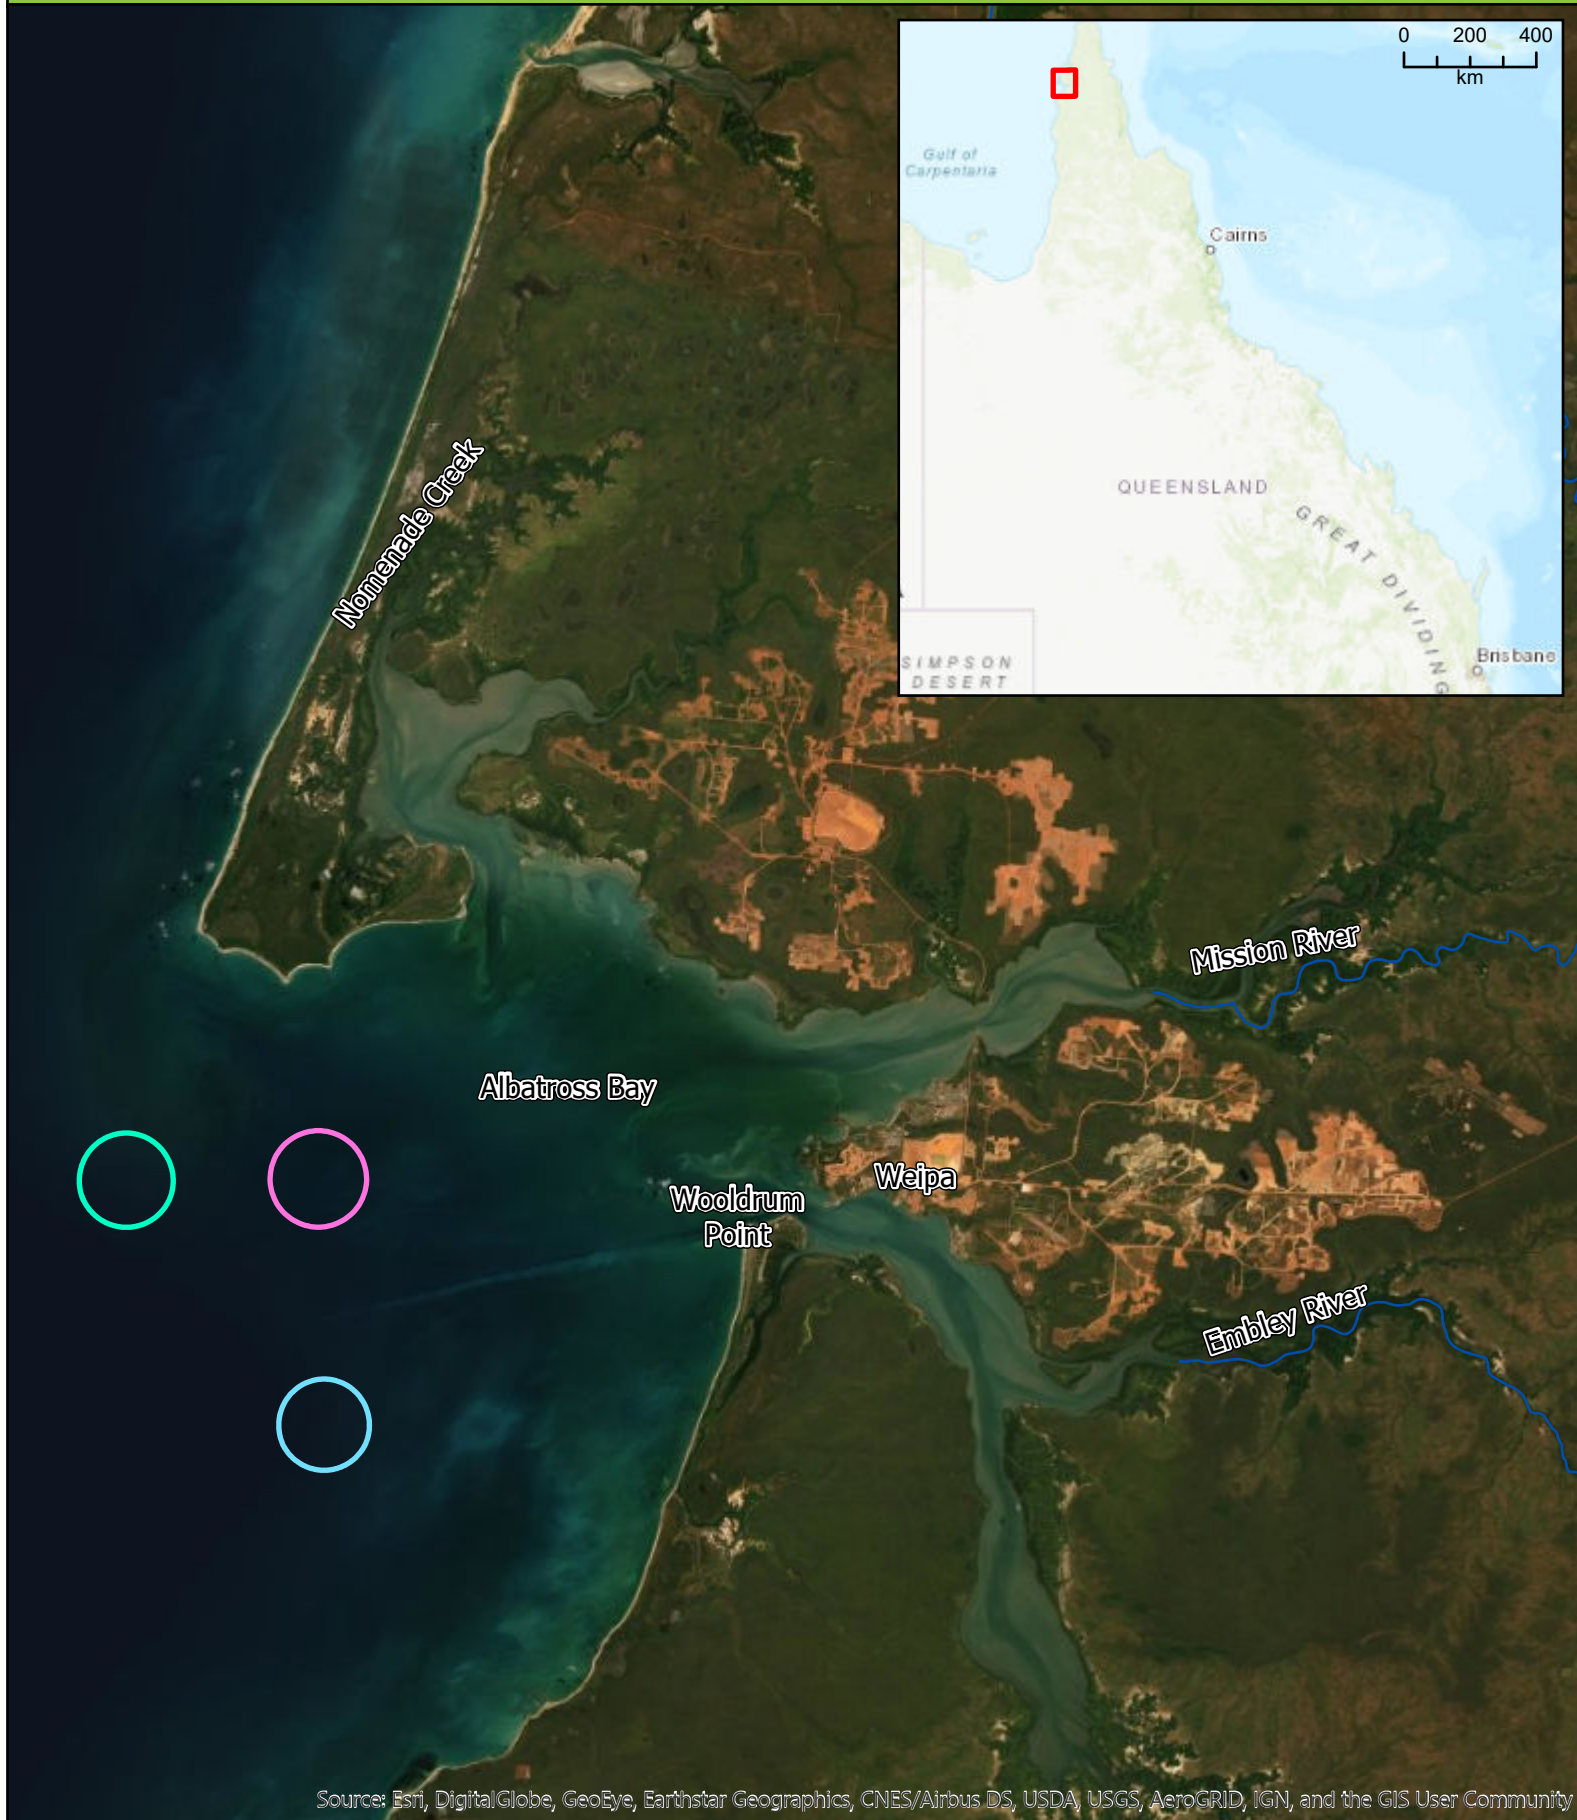 0 200 400
km
Gulf of
Carpentaria
Cairns
QUEENSLAND
GREAT DIVIDING
SIMPSON
DESERT
Brisbane
Nomenade Creek
Mission River
Albatross Bay
Weipa
Wooldrum
Point
Embley River
Source: Esri, DigitalGlobe, GeoEye, Earthstar Geographics, CNES/Airbus DS, USDA, USGS, AeroGRID, IGN, and the GIS User Community